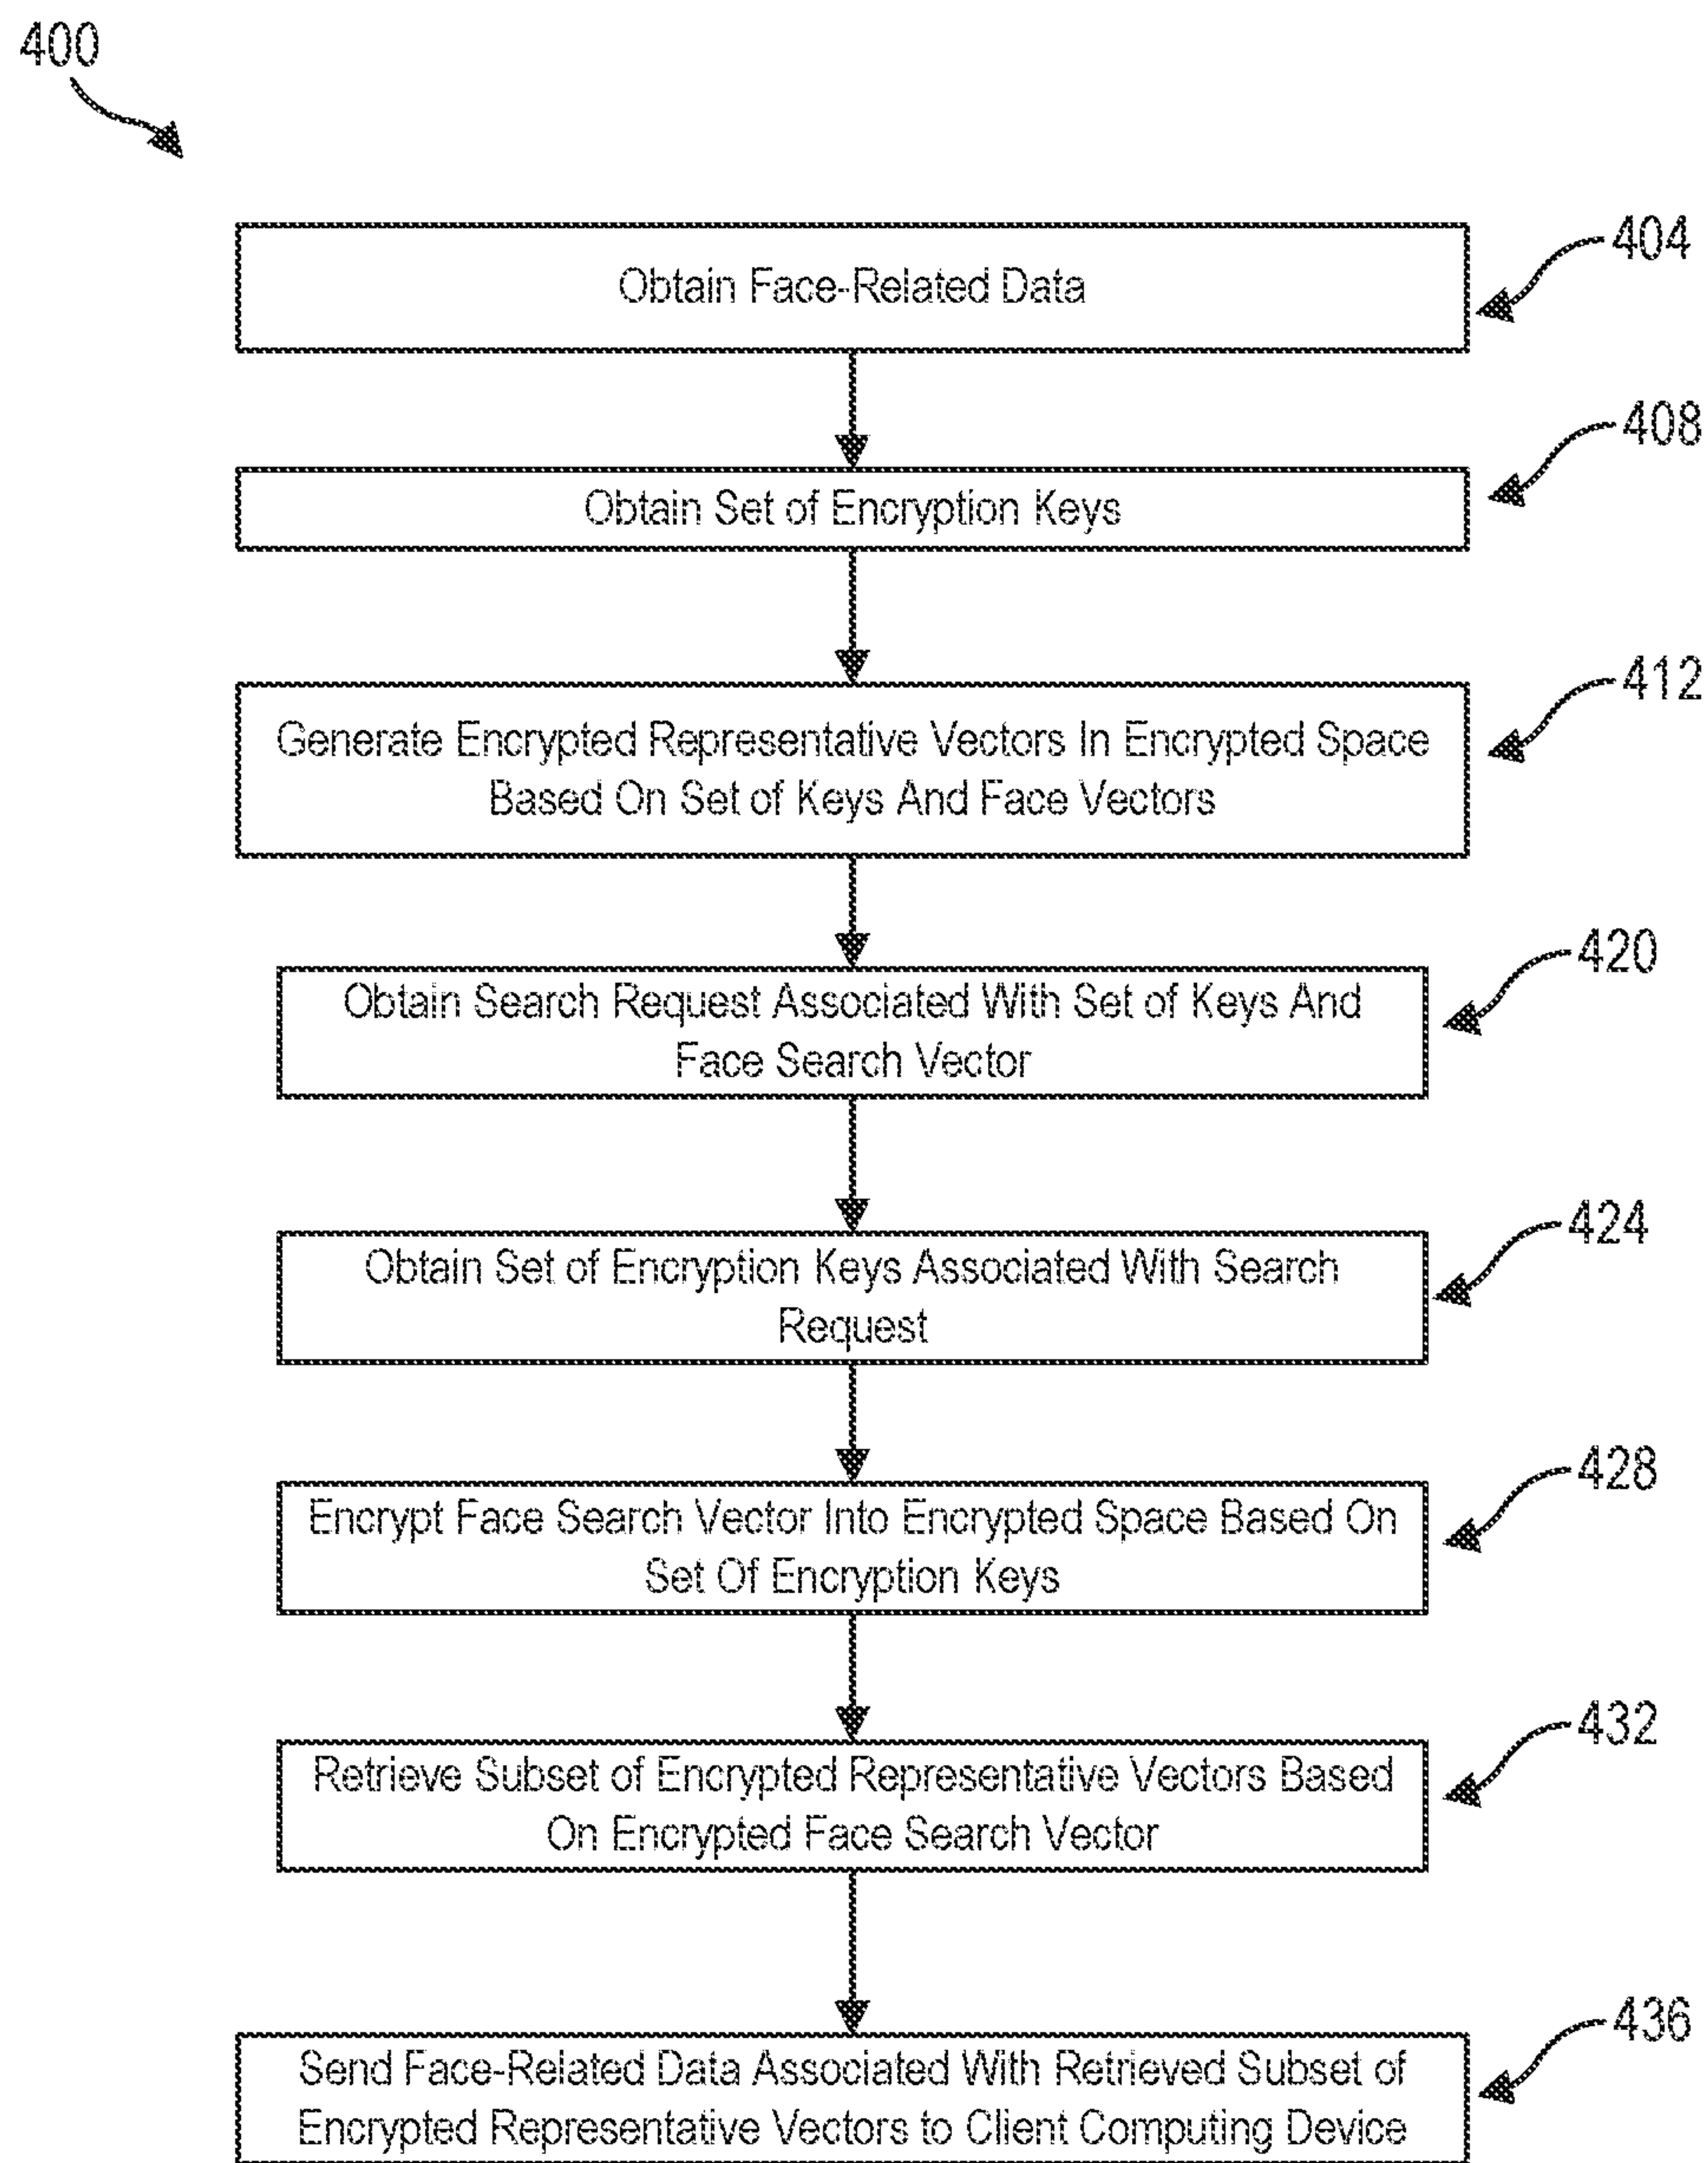 400
404
Obtain Face-Related Data
408
Obtain Set of Encryption Keys
412
Generate Encrypted Representative Vectors In Encrypted Space
Based On Set of Keys And Face Vectors
420
Obtain Search Request Associated With Set of Keys And
Face Search Vector
424
Obtain Set of Encryption Keys Associated With Search
Request
428
Encrypt Face Search Vector Into Encrypted Space Based On
Set Of Encryption Keys
432
Retrieve Subset of Encrypted Representative Vectors Based
On Encrypted Face Search Vector
436
Send Face-Related Data Associated With Retrieved Subset of
Encrypted Representative Vectors to Client Computing Device